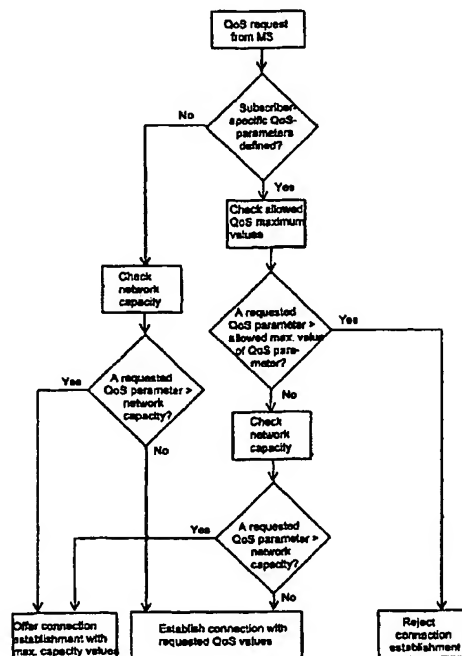 QoS request
from MS
Subscriber-
specific QoS-
parameters
defined?
No
Yes
Check allowed
QoS maximum
values
Check
network
capacity
A requested
QoS parameter >
allowed max. value
of QoS para-
meter?
Yes
No
Yes
A requested
QoS parameter >
network
capacity?
No
Check
network
capacity
Yes
A requested
QoS parameter >
network
capacity?
No
Offer connection
establishment with
max. capacity values
Establish connection with
requested QoS values
Reject
connection
establishment